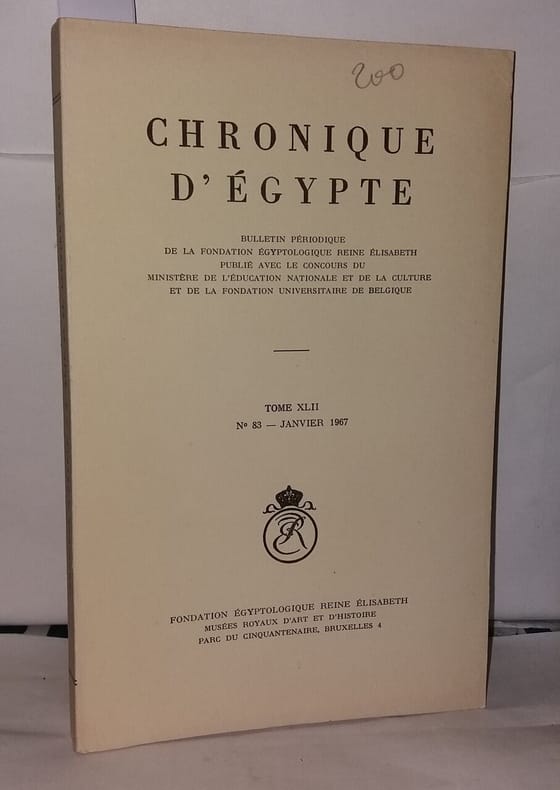 200
CHRONIQUE
D'ÉGYPTE
BULLETIN PÉRIODIQUE
DE LA FONDATION ÉGYPTOLOGIQUE REINE ÉLISABETH
PUBLIÉ AVEC LE CONCOURS DU
MINISTÈRE DE L'ÉDUCATION NATIONALE ET DE LA CULTURE
ET DE LA FONDATION UNIVERSITAIRE DE BELGIQUE
TOME XLII
Nº 83 — JANVIER 1967
FONDATION ÉGYPTOLOGIQUE REINE ÉLISABETH
MUSÉES ROYAUX D'ART ET D'HISTOIRE
PARC DU CINQUANTENAIRE, BRUXELLES 4